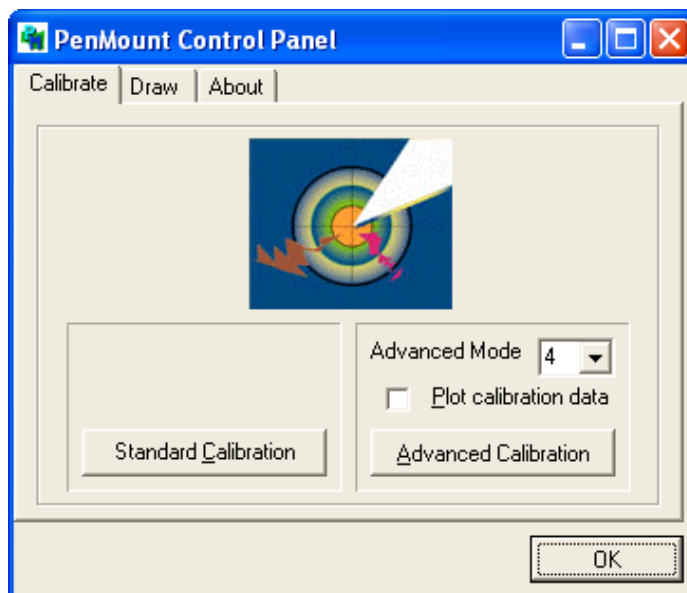 PenMount Control Panel
Calibrate Draw About
Advanced Mode 4
Plot calibration data
Standard Calibration Advanced Calibration
OK